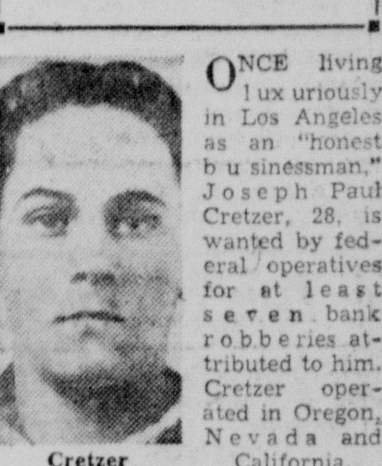 ONCE living
luxuriously
in Los Angeles
as an "honest
businessman,"
Joseph Paul
Cretzer, 28, is
wanted by fed-
eral operatives
for at least
seven bank
robberies at-
tributed to him.
Cretzer oper-
ated in Oregon,
Nevada and
California
Cretzer